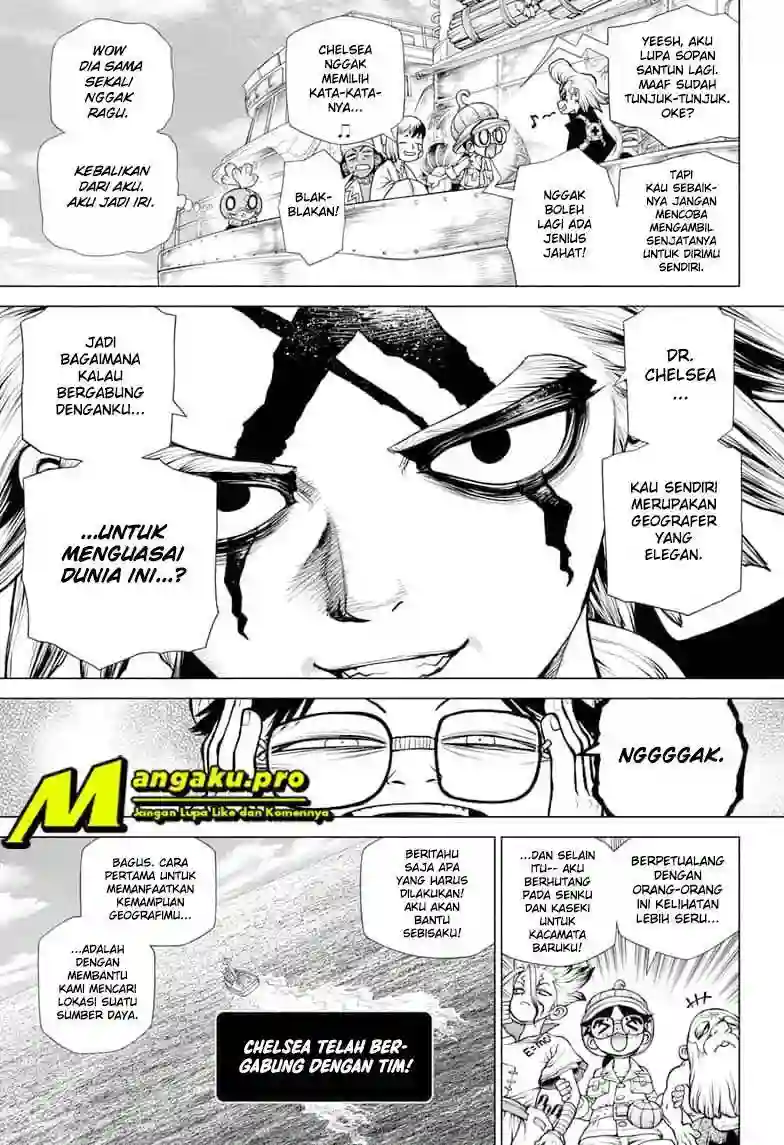 YEESH, AKU
LUPA SOPAN
SANTUN LAGI.
MAAF SUDAH
TUNJUK-TUNJUK.
OKE?
TAPI
KAU SEBAIK-
NYA JANGAN
MENCOBA
MENGAMBIL
SENJATANYA
UNTUK DIRIMU
SENDIRI.
NGGAK
BOLEH
LAGI ADA
JENIUS
JAHAT!
CHELSEA
NGGAK
MEMILIH
KATA-KATA-
NYA...
BLAK-
BLAKAN!
WOW
DIA SAMA
SEKALI
NGGAK
RAGU.
KEBALIKAN
DARI AKU.
AKU JADI IRI.
DR.
CHELSEA
...
KAU SENDIRI
MERUPAKAN
GEOGRAFER
YANG
ELEGAN.
JADI
BAGAIMANA
KALAU
BERGABUNG
DENGANKU...
...UNTUK
MENGUASAI
DUNIA INI...?
NGGGGAK.
Mangaku.pro
Jangan Lupa Like dan Komennya
BERPETUALANG
DENGAN
ORANG-ORANG
INI KELIHATAN
LEBIH SERU...
...DAN SELAIN
ITU-- AKU
BERHUTANG
PADA SENKU
DAN KASEKI
UNTUK
KACAMATA
BARUKU!
BERITAHU
SAJA APA
YANG HARUS
DILAKUKAN!
AKU AKAN
BANTU
SEBISAKU!
BAGUS. CARA
PERTAMA UNTUK
MEMANFAATKAN
KEMAMPUAN
GEOGRAFIMU...
...ADALAH
DENGAN
MEMBANTU
KAMI MENCARI
LOKASI SUATU
SUMBER DAYA.
CHELSEA TELAH BER-
GABUNG DENGAN TIM!
E=mc²